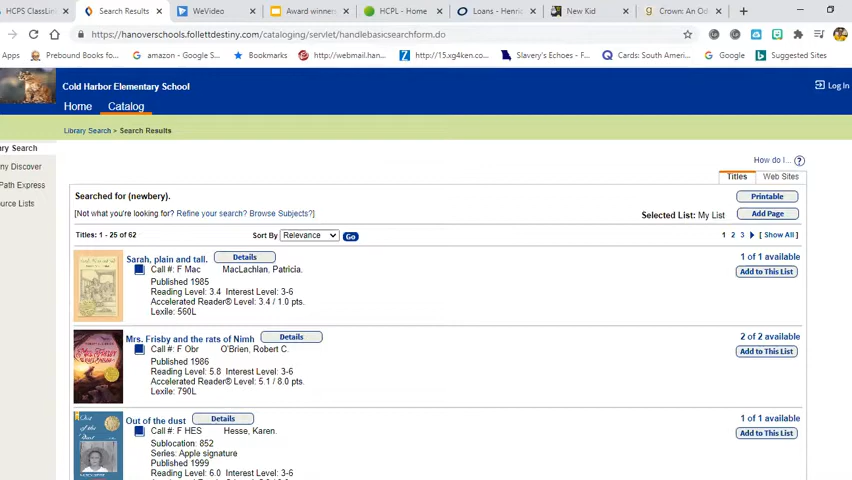 HCPS ClassLin
Search Results
WeVideo
Award winners
HCPL - Home
Loans - Henric
New Kid
Crown: An Od
https://hanoverschools.follettdestiny.com/cataloging/servlet/handlebasicsearchform.do
Apps
Prebound Books for...
amazon - Google S...
Bookmarks
http://webmail.han...
http://15.xg4ken.co...
Slavery's Echoes -...
Cards: South Ameri...
Google
Suggested Sites
Cold Harbor Elementary School
Log In
Home
Catalog
Library Search > Search Results
ry Search
ny Discover
Path Express
urce Lists
How do I... ?
Titles
Web Sites
Searched for (newbery).
Printable
[Not what you're looking for? Refine your search? Browse Subjects?]
Selected List: My List
Add Page
Titles: 1 - 25 of 62
Sort By Relevance Go
1 2 3 [ Show All ]
Sarah, plain and tall.
Details
1 of 1 available
Call #: F Mac MacLachlan, Patricia.
Add to This List
Published 1985
Reading Level: 3.4 Interest Level: 3-6
Accelerated Reader® Level: 3.4 / 1.0 pts.
Lexile: 560L
Mrs. Frisby and the rats of Nimh
Details
2 of 2 available
Call #: F Obr O'Brien, Robert C.
Add to This List
Published 1986
Reading Level: 5.8 Interest Level: 3-6
Accelerated Reader® Level: 5.1 / 8.0 pts.
Lexile: 790L
Out of the dust
Details
1 of 1 available
Call #: F HES Hesse, Karen.
Add to This List
Sublocation: 852
Series: Apple signature
Published 1999
Reading Level: 6.0 Interest Level: 3-6
Out
of the
Dust